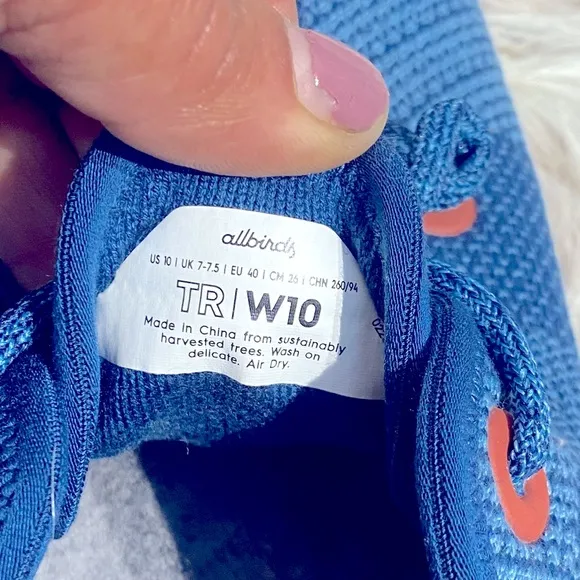 allbirds
US 10 | UK 7-7.5 | EU 40 | CM 26 | CHN 260/94
TR|W10
Made in China from sustainably
harvested trees. Wash on
delicate. Air Dry.